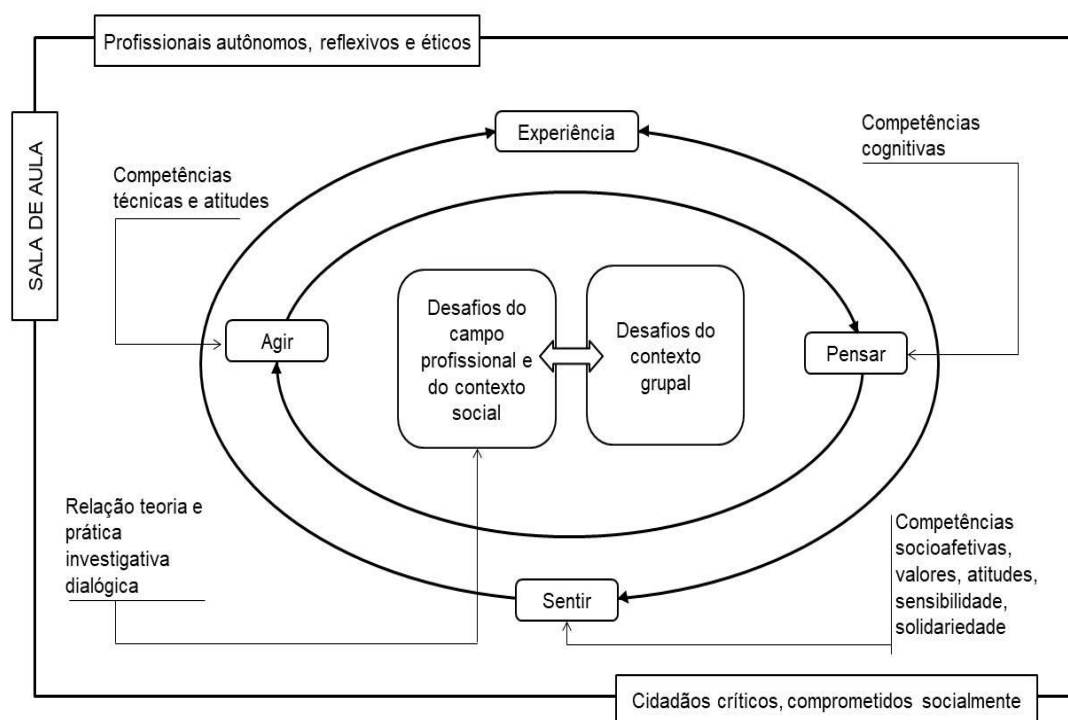 Profissionais autônomos, reflexivos e éticos
SALA DE AULA
Experiência
Competências
cognitivas
Competências
técnicas e atitudes
Desafios do
campo
profissional e
do contexto
social
Desafios do
contexto
grupal
Agir
Pensar
Relação teoria e
prática
investigativa
dialógica
Competências
socioafetivas,
valores, atitudes,
sensibilidade,
solidariedade
Sentir
Cidadãos críticos, comprometidos socialmente